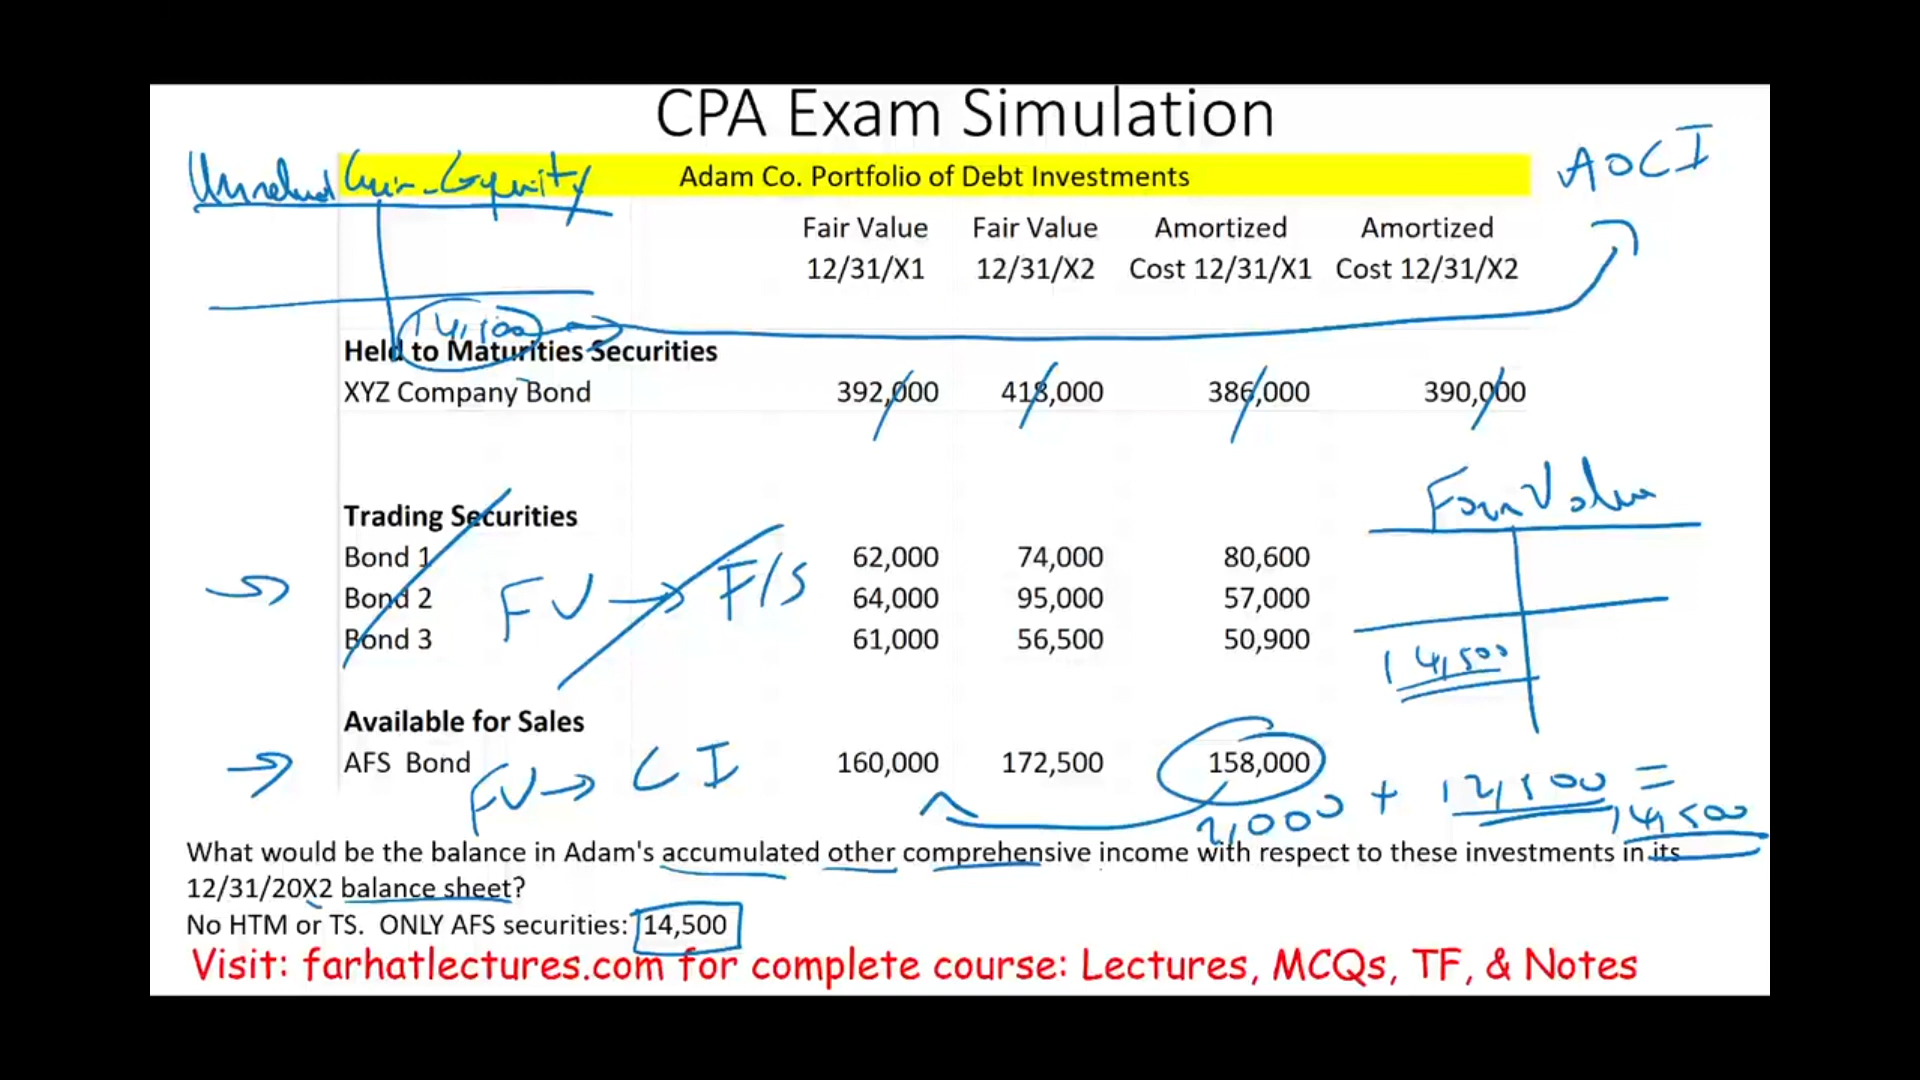 CPA Exam Simulation
Unrelued Gain-Equity
Adam Co. Portfolio of Debt Investments
AOCI
Fair Value Fair Value Amortized Amortized
12/31/X1 12/31/X2 Cost 12/31/X1 Cost 12/31/X2
14,500
Held to Maturities Securities
XYZ Company Bond 392,000 418,000 386,000 390,000
Fair Value
Trading Securities
Bond 1 62,000 74,000 80,600
Bond 2 FV → F/S 64,000 95,000 57,000
Bond 3 61,000 56,500 50,900
14,500
Available for Sales
AFS Bond FV → CI 160,000 172,500 158,000
2,000 + 12,500 =
14,500
What would be the balance in Adam's accumulated other comprehensive income with respect to these investments in its
12/31/20X2 balance sheet?
No HTM or TS. ONLY AFS securities: 14,500
Visit: farhatlectures.com for complete course: Lectures, MCQs, TF, & Notes